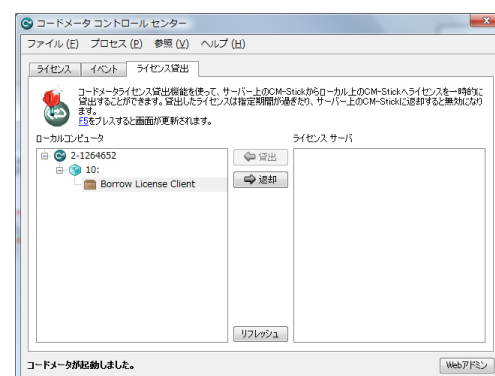 コードメータ コントロール センター
ファイル (F) プロセス (P) 参照 (V) ヘルプ (H)
ライセンス イベント ライセンス貸出
コードメータライセンス貸出機能を使って、サーバー上のCM-Stickからローカル上のCM-Stickへライセンスを一時的に
貸出することができます。貸出したライセンスは指定期間が過ぎたり、サーバー上のCM-Stickに返却すると無効になり
ます。
F5をプレスすると画面が更新されます。
ローカルコンピュータ ライセンス サーバ
2-1264652
10:
Borrow License Client
貸出
返却
リフレッシュ
コードメータが起動しました。 Webアドミン